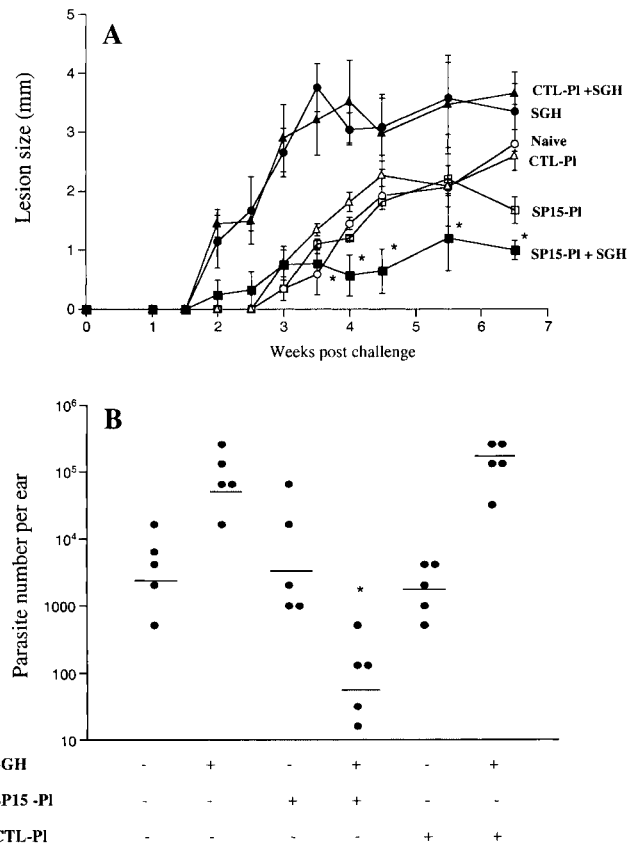 A
Lesion size (mm)
5
4
3
2
1
0
0 1 2 3 4 5 6 7
Weeks post challenge
CTL-Pl +SGH
SGH
Naive
CTL-Pl
SP15-Pl
SP15-Pl + SGH
* * * * *
B
Parasite number per ear
10⁶
10⁵
10⁴
1000
100
10
*
GH - + - + - +
SP15 -Pl - - + + - -
CTL-Pl - - - - + +